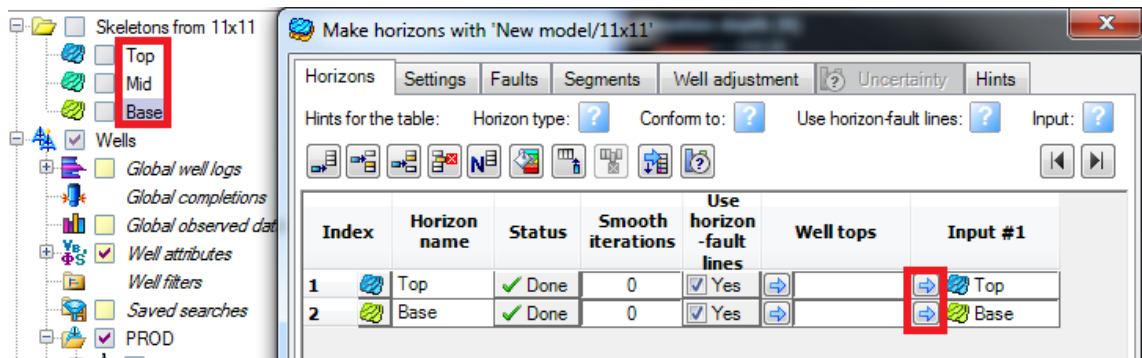 Skeletons from 11x11
Top
Mid
Base
Wells
Global well logs
Global completions
Global observed dat
Well attributes
Well filters
Saved searches
PROD
Make horizons with 'New model/11x11'
Horizons Settings Faults Segments Well adjustment Uncertainty Hints
Hints for the table: Horizon type: ? Conform to: ? Use horizon-fault lines: ? Input: ?
Index Horizon name Status Smooth iterations Use horizon -fault lines Well tops Input #1
1 Top Done 0 Yes Top
2 Base Done 0 Yes Base